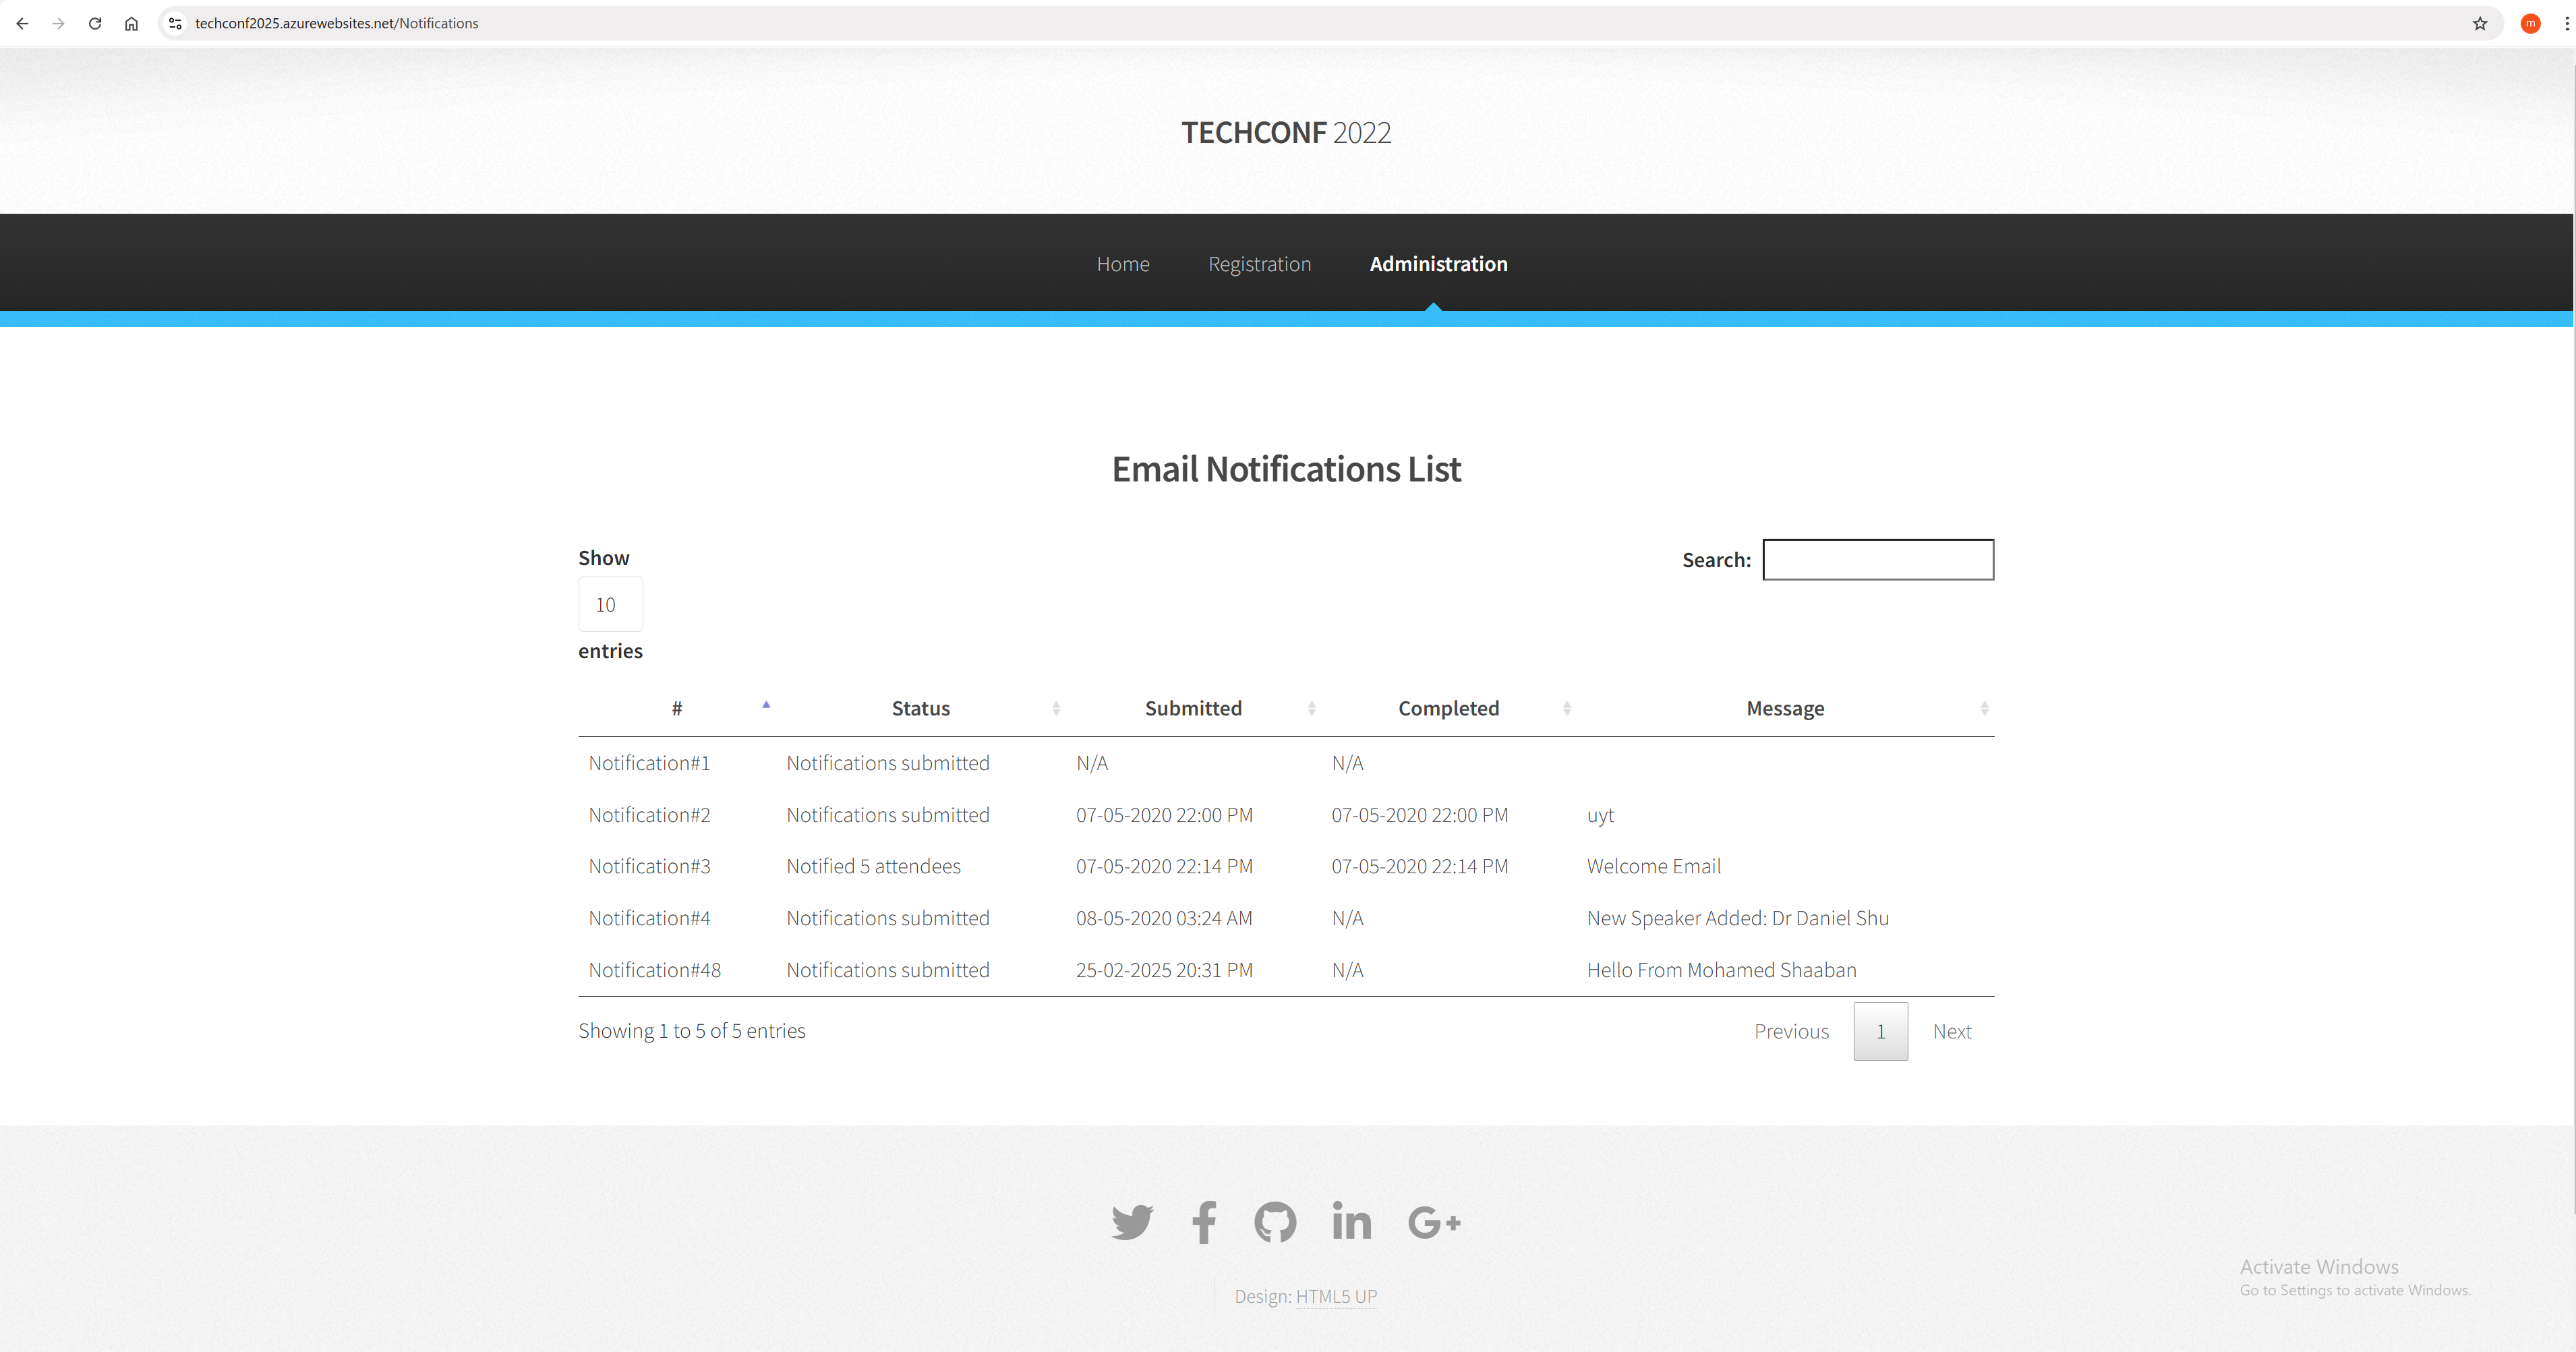 techconf2025.azurewebsites.net/Notifications
m
TECHCONF 2022
Home Registration Administration
Email Notifications List
Show
10
entries
Search:
# Status Submitted Completed Message
Notification#1 Notifications submitted N/A N/A
Notification#2 Notifications submitted 07-05-2020 22:00 PM 07-05-2020 22:00 PM uyt
Notification#3 Notified 5 attendees 07-05-2020 22:14 PM 07-05-2020 22:14 PM Welcome Email
Notification#4 Notifications submitted 08-05-2020 03:24 AM N/A New Speaker Added: Dr Daniel Shu
Notification#48 Notifications submitted 25-02-2025 20:31 PM N/A Hello From Mohamed Shaaban
Showing 1 to 5 of 5 entries
Previous 1 Next
Design: HTML5 UP
Activate Windows
Go to Settings to activate Windows.